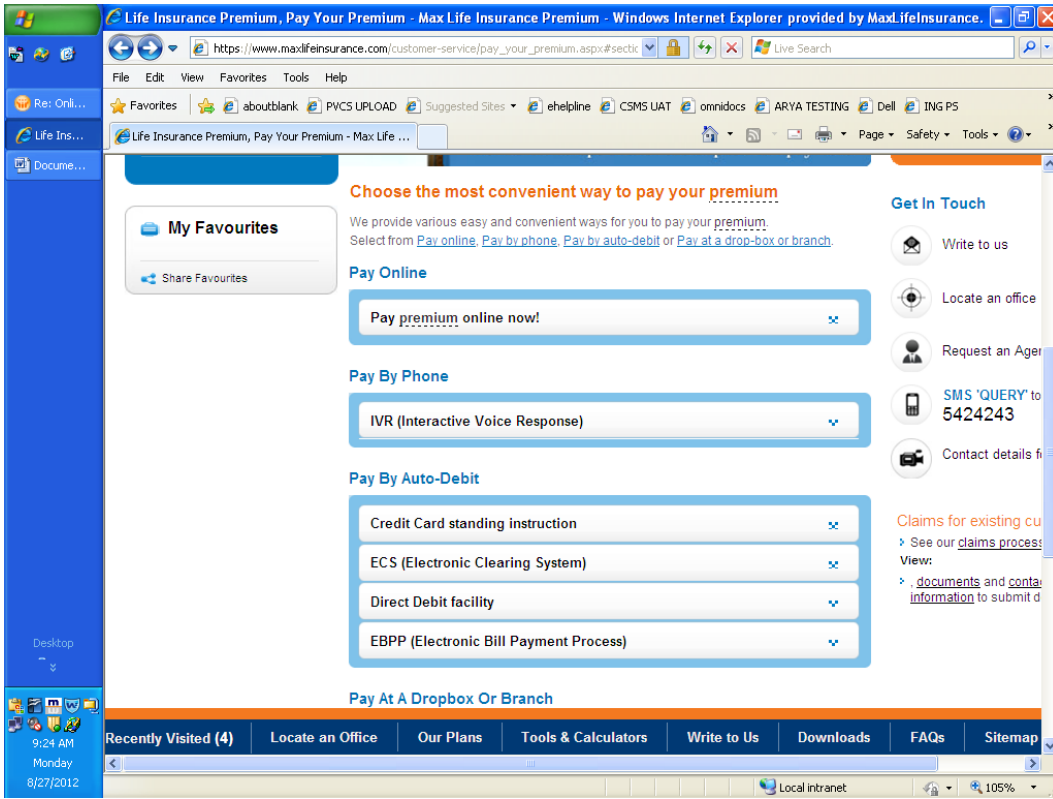 Life Insurance Premium, Pay Your Premium - Max Life Insurance Premium - Windows Internet Explorer provided by MaxLifeInsurance.
https://www.maxlifeinsurance.com/customer-service/pay_your_premium.aspx#sectic
Live Search
File Edit View Favorites Tools Help
Favorites aboutblank PVCS UPLOAD Suggested Sites ehelpline CSMS UAT omnidocs ARYA TESTING Dell ING PS
Life Insurance Premium, Pay Your Premium - Max Life ...
Page Safety Tools
Re: Onli...
Life Ins...
Docume...
Desktop
9:24 AM
Monday
8/27/2012
My Favourites
Share Favourites
Choose the most convenient way to pay your premium
We provide various easy and convenient ways for you to pay your premium.
Select from Pay online, Pay by phone, Pay by auto-debit or Pay at a drop-box or branch.
Pay Online
Pay premium online now!
Pay By Phone
IVR (Interactive Voice Response)
Pay By Auto-Debit
Credit Card standing instruction
ECS (Electronic Clearing System)
Direct Debit facility
EBPP (Electronic Bill Payment Process)
Pay At A Dropbox Or Branch
Get In Touch
Write to us
Locate an office
Request an Agen
SMS 'QUERY' to
5424243
Contact details f
Claims for existing cu
See our claims process
View:
, documents and conta
information to submit d
Recently Visited (4) Locate an Office Our Plans Tools & Calculators Write to Us Downloads FAQs Sitemap
Local intranet
105%